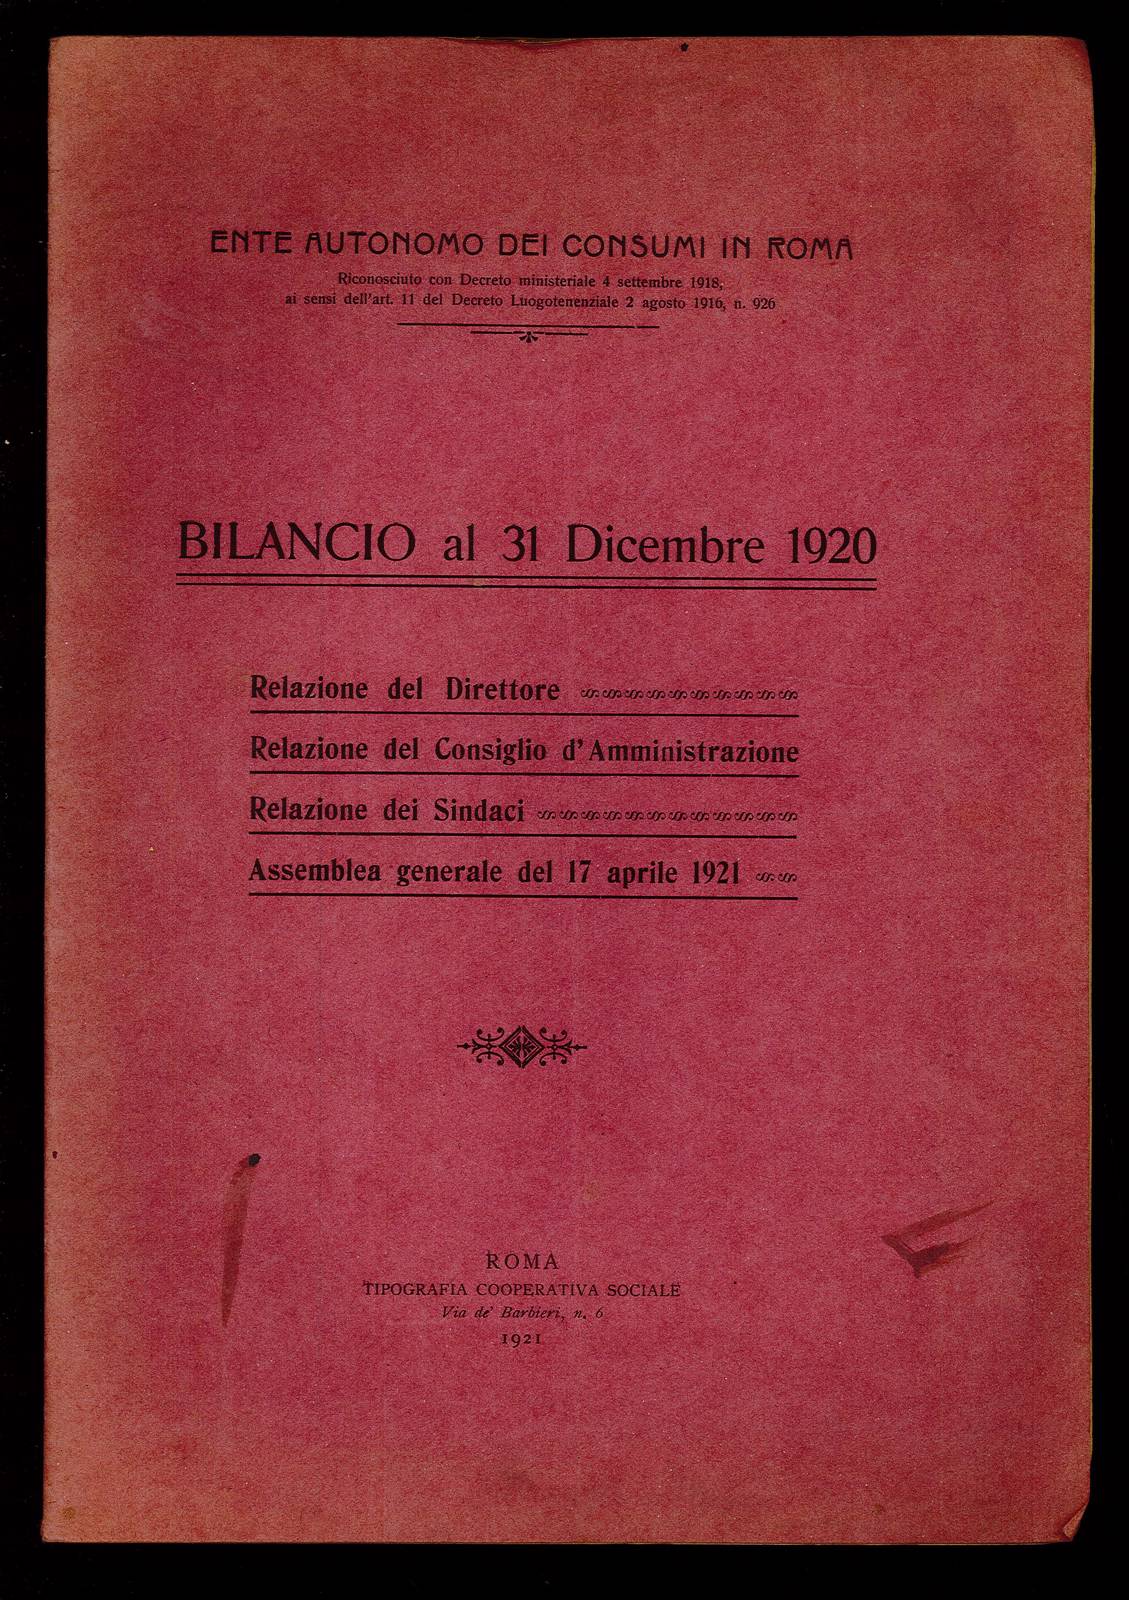 ENTE AUTONOMO DEI CONSUMI IN ROMA
Riconosciuto con Decreto ministeriale 4 settembre 1918,
ai sensi dell'art. 11 del Decreto Luogotenenziale 2 agosto 1916, n. 926
BILANCIO al 31 Dicembre 1920
Relazione del Direttore
Relazione del Consiglio d'Amministrazione
Relazione dei Sindaci
Assemblea generale del 17 aprile 1921
ROMA
TIPOGRAFIA COOPERATIVA SOCIALE
Via de' Barbieri, n. 6
1921